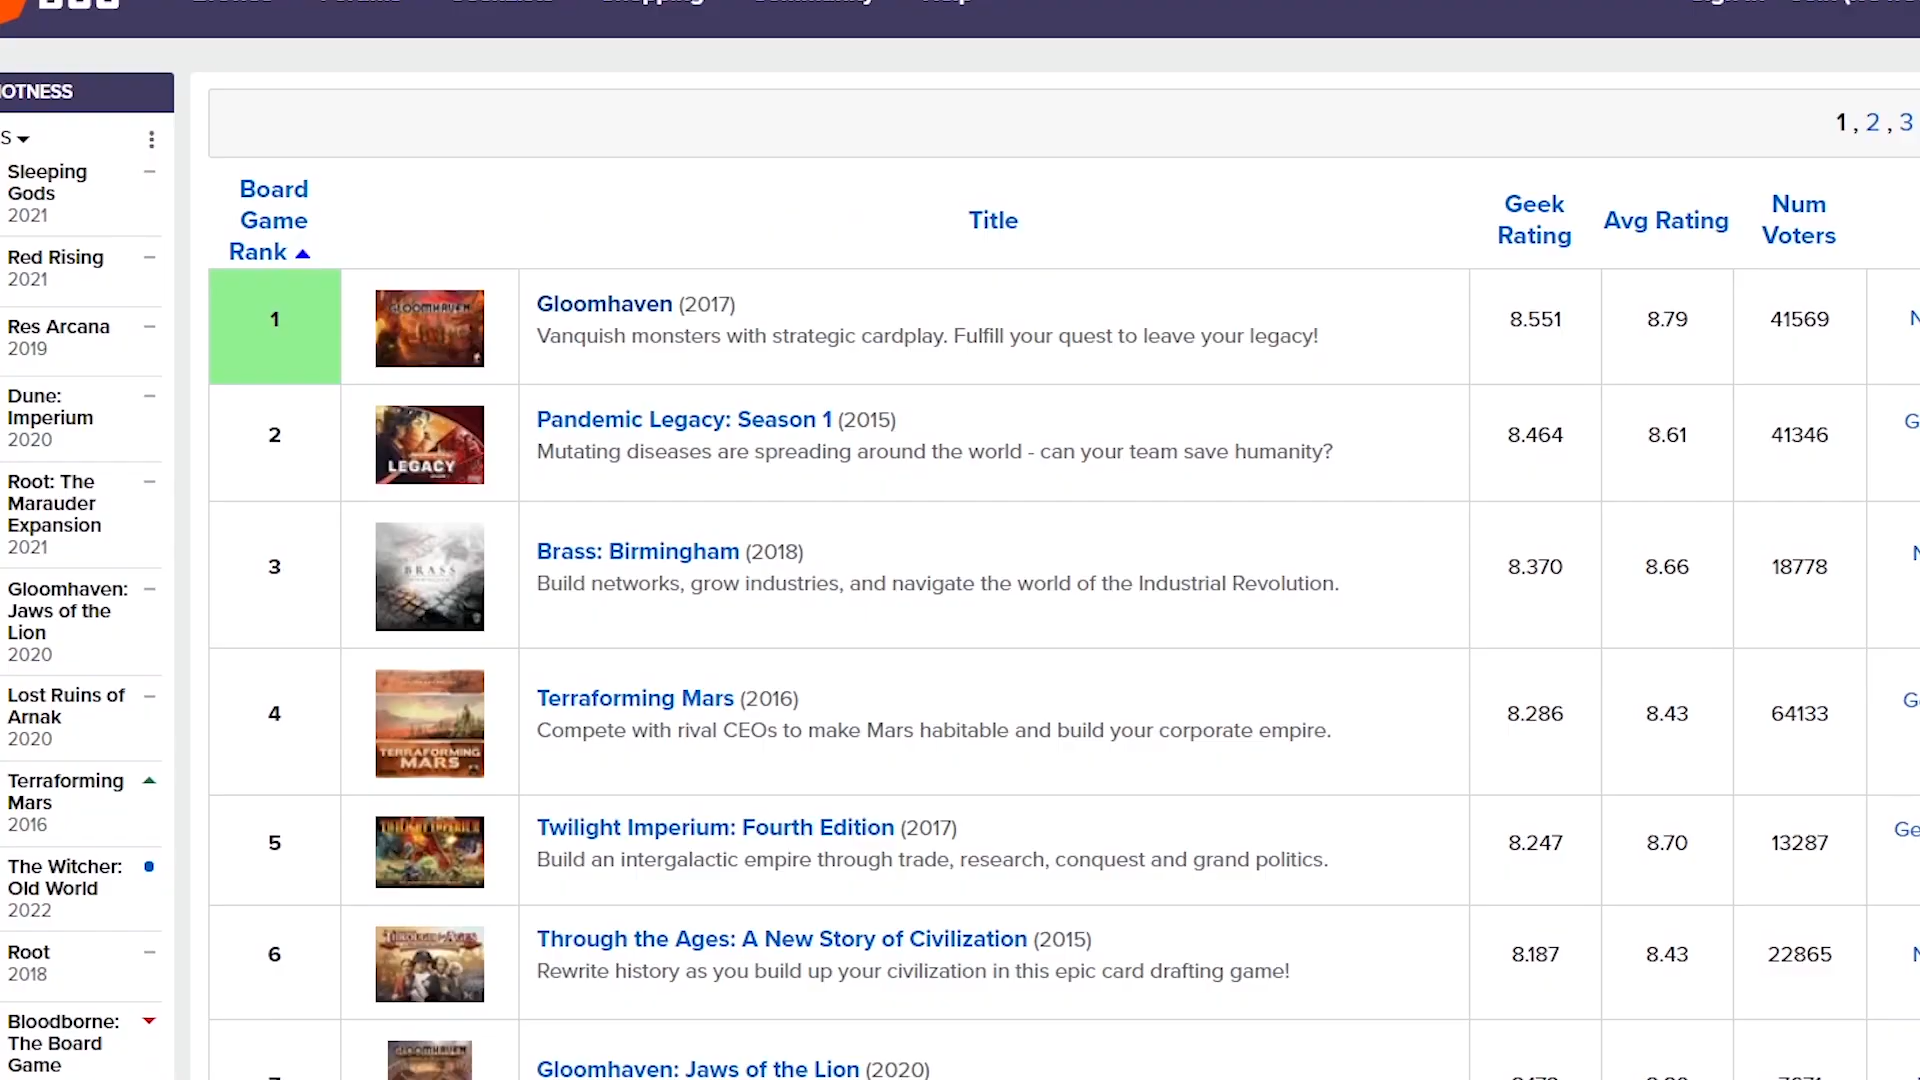 OTNESS
S
Sleeping
Gods
2021
Red Rising
2021
Res Arcana
2019
Dune:
Imperium
2020
Root: The
Marauder
Expansion
2021
Gloomhaven:
Jaws of the
Lion
2020
Lost Ruins of
Arnak
2020
Terraforming
Mars
2016
The Witcher:
Old World
2022
Root
2018
Bloodborne:
The Board
Game
1 , 2 , 3
Board
Game
Rank
Title
Geek
Rating
Avg Rating
Num
Voters
1
GLOOMHAVEN
Gloomhaven (2017)
Vanquish monsters with strategic cardplay. Fulfill your quest to leave your legacy!
8.551
8.79
41569
N
2
LEGACY
Pandemic Legacy: Season 1 (2015)
Mutating diseases are spreading around the world - can your team save humanity?
8.464
8.61
41346
G
3
BRASS
Brass: Birmingham (2018)
Build networks, grow industries, and navigate the world of the Industrial Revolution.
8.370
8.66
18778
N
4
TERRAFORMING
MARS
Terraforming Mars (2016)
Compete with rival CEOs to make Mars habitable and build your corporate empire.
8.286
8.43
64133
G
5
TWILIGHT IMPERIUM
Twilight Imperium: Fourth Edition (2017)
Build an intergalactic empire through trade, research, conquest and grand politics.
8.247
8.70
13287
Ge
6
THROUGH THE AGES
Through the Ages: A New Story of Civilization (2015)
Rewrite history as you build up your civilization in this epic card drafting game!
8.187
8.43
22865
N
GLOOMHAVEN
Gloomhaven: Jaws of the Lion (2020)